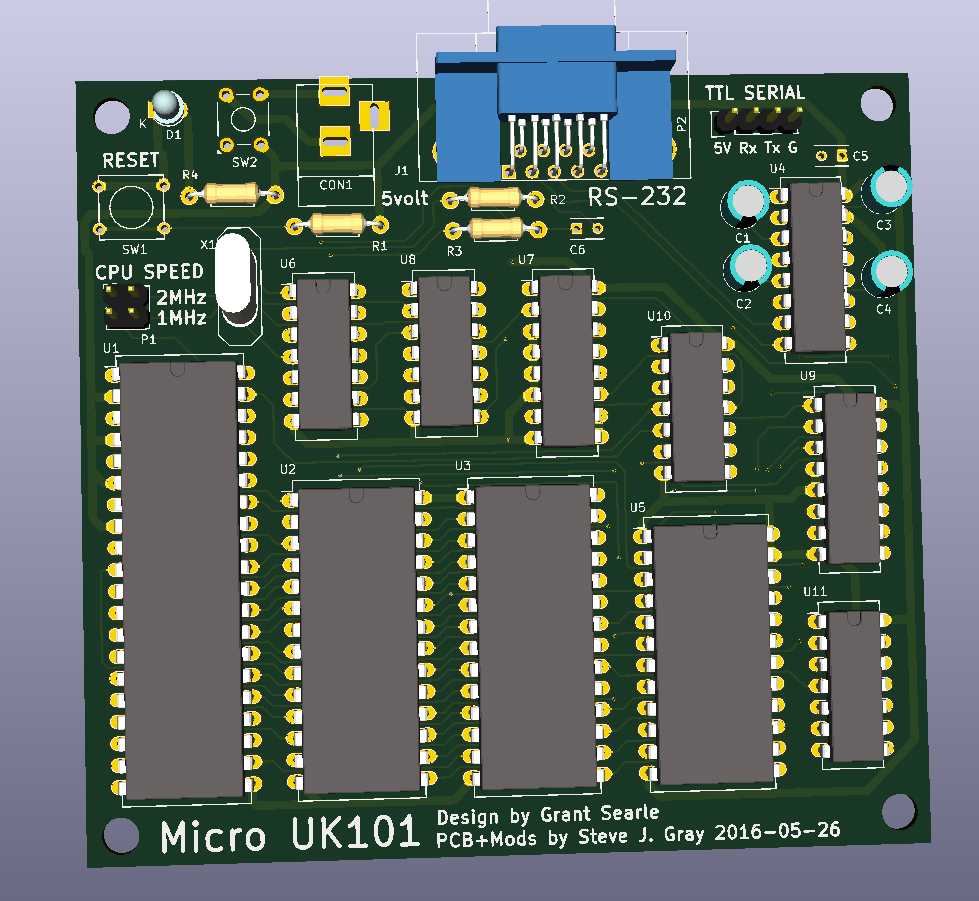 TTL SERIAL
5V Rx Tx G
K
D1
SW2
P2
C5
RESET
R4
CON1
J1
5volt
R2
RS-232
U4
C1
C3
SW1
R1
R3
C6
X1
CPU SPEED
2MHz
1MHz
P1
U6
U8
U7
C2
C4
U10
U1
U9
U2
U3
U5
U11
Micro UK101
Design by Grant Searle
PCB+Mods by Steve J. Gray 2016-05-26